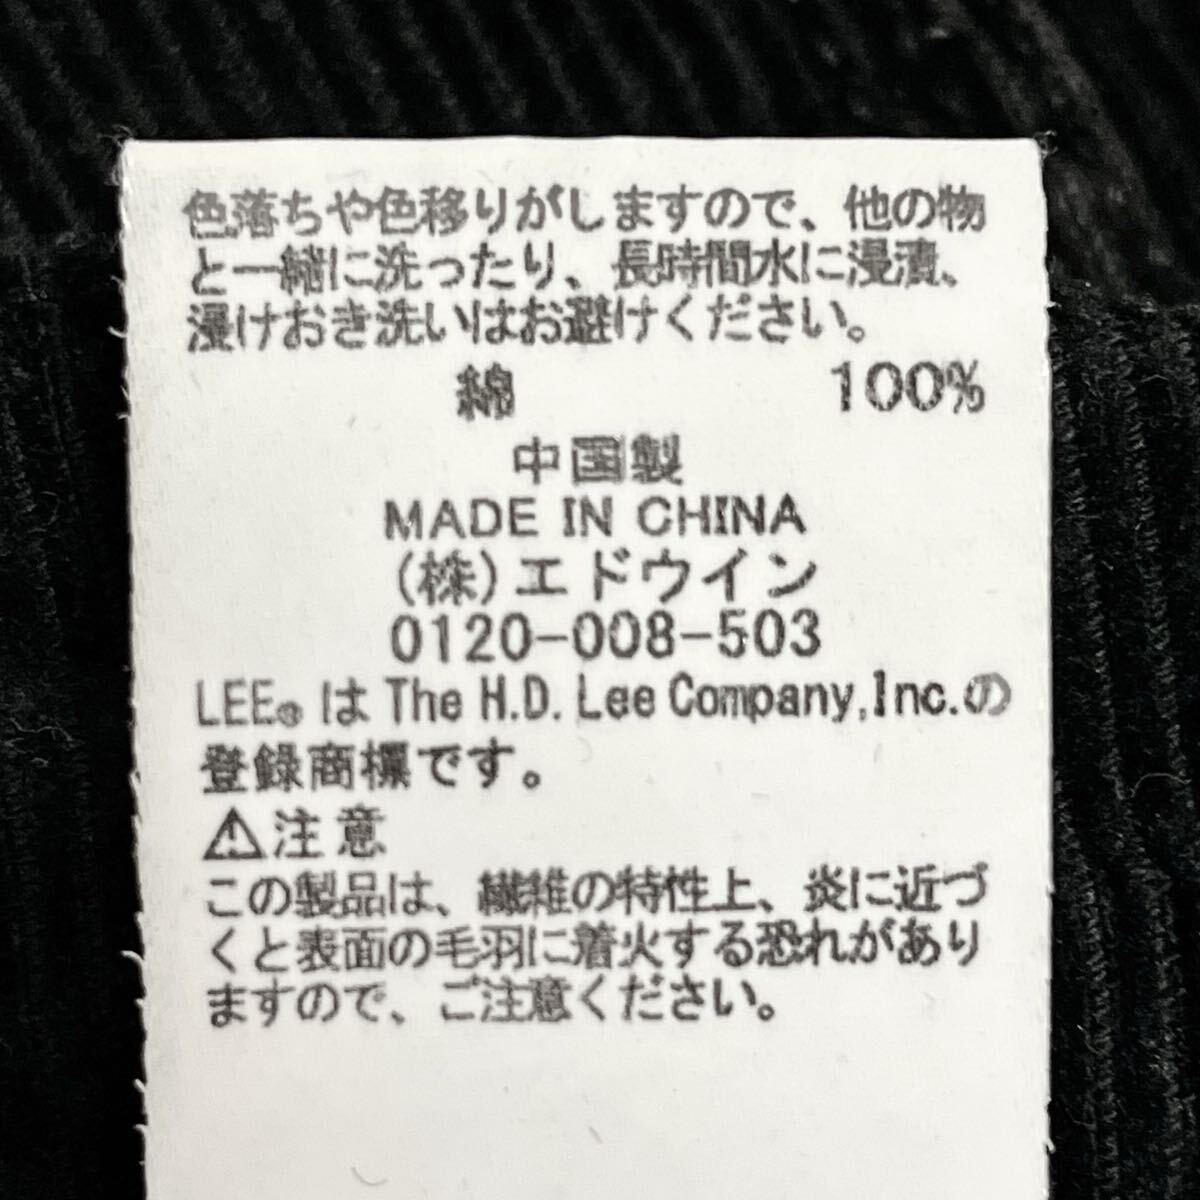 色落ちや色移りがしますので、他の物
と一緒に洗ったり、長時間水に浸漬、
浸けおき洗いはお避けください。
綿 100%
中国製
MADE IN CHINA
(株)エドウイン
0120-008-503
LEE®は The H.D. Lee Company,Inc.の
登録商標です。
⚠注意
この製品は、繊維の特性上、炎に近づ
くと表面の毛羽に着火する恐れがあり
ますので、ご注意ください。